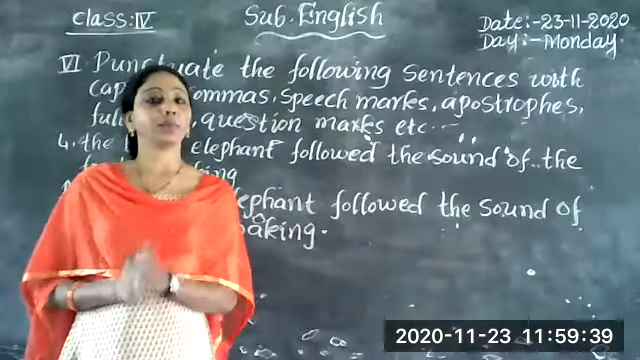 Class:IV
Sub. English
Date:-23-11-2020
Day:-Monday
VI. Punctuate the following sentences with
commas, speech marks, apostrophes,
question marks etc---
4. the elephant followed the sound of the
elephant followed the sound of
2020-11-23 11:59:39